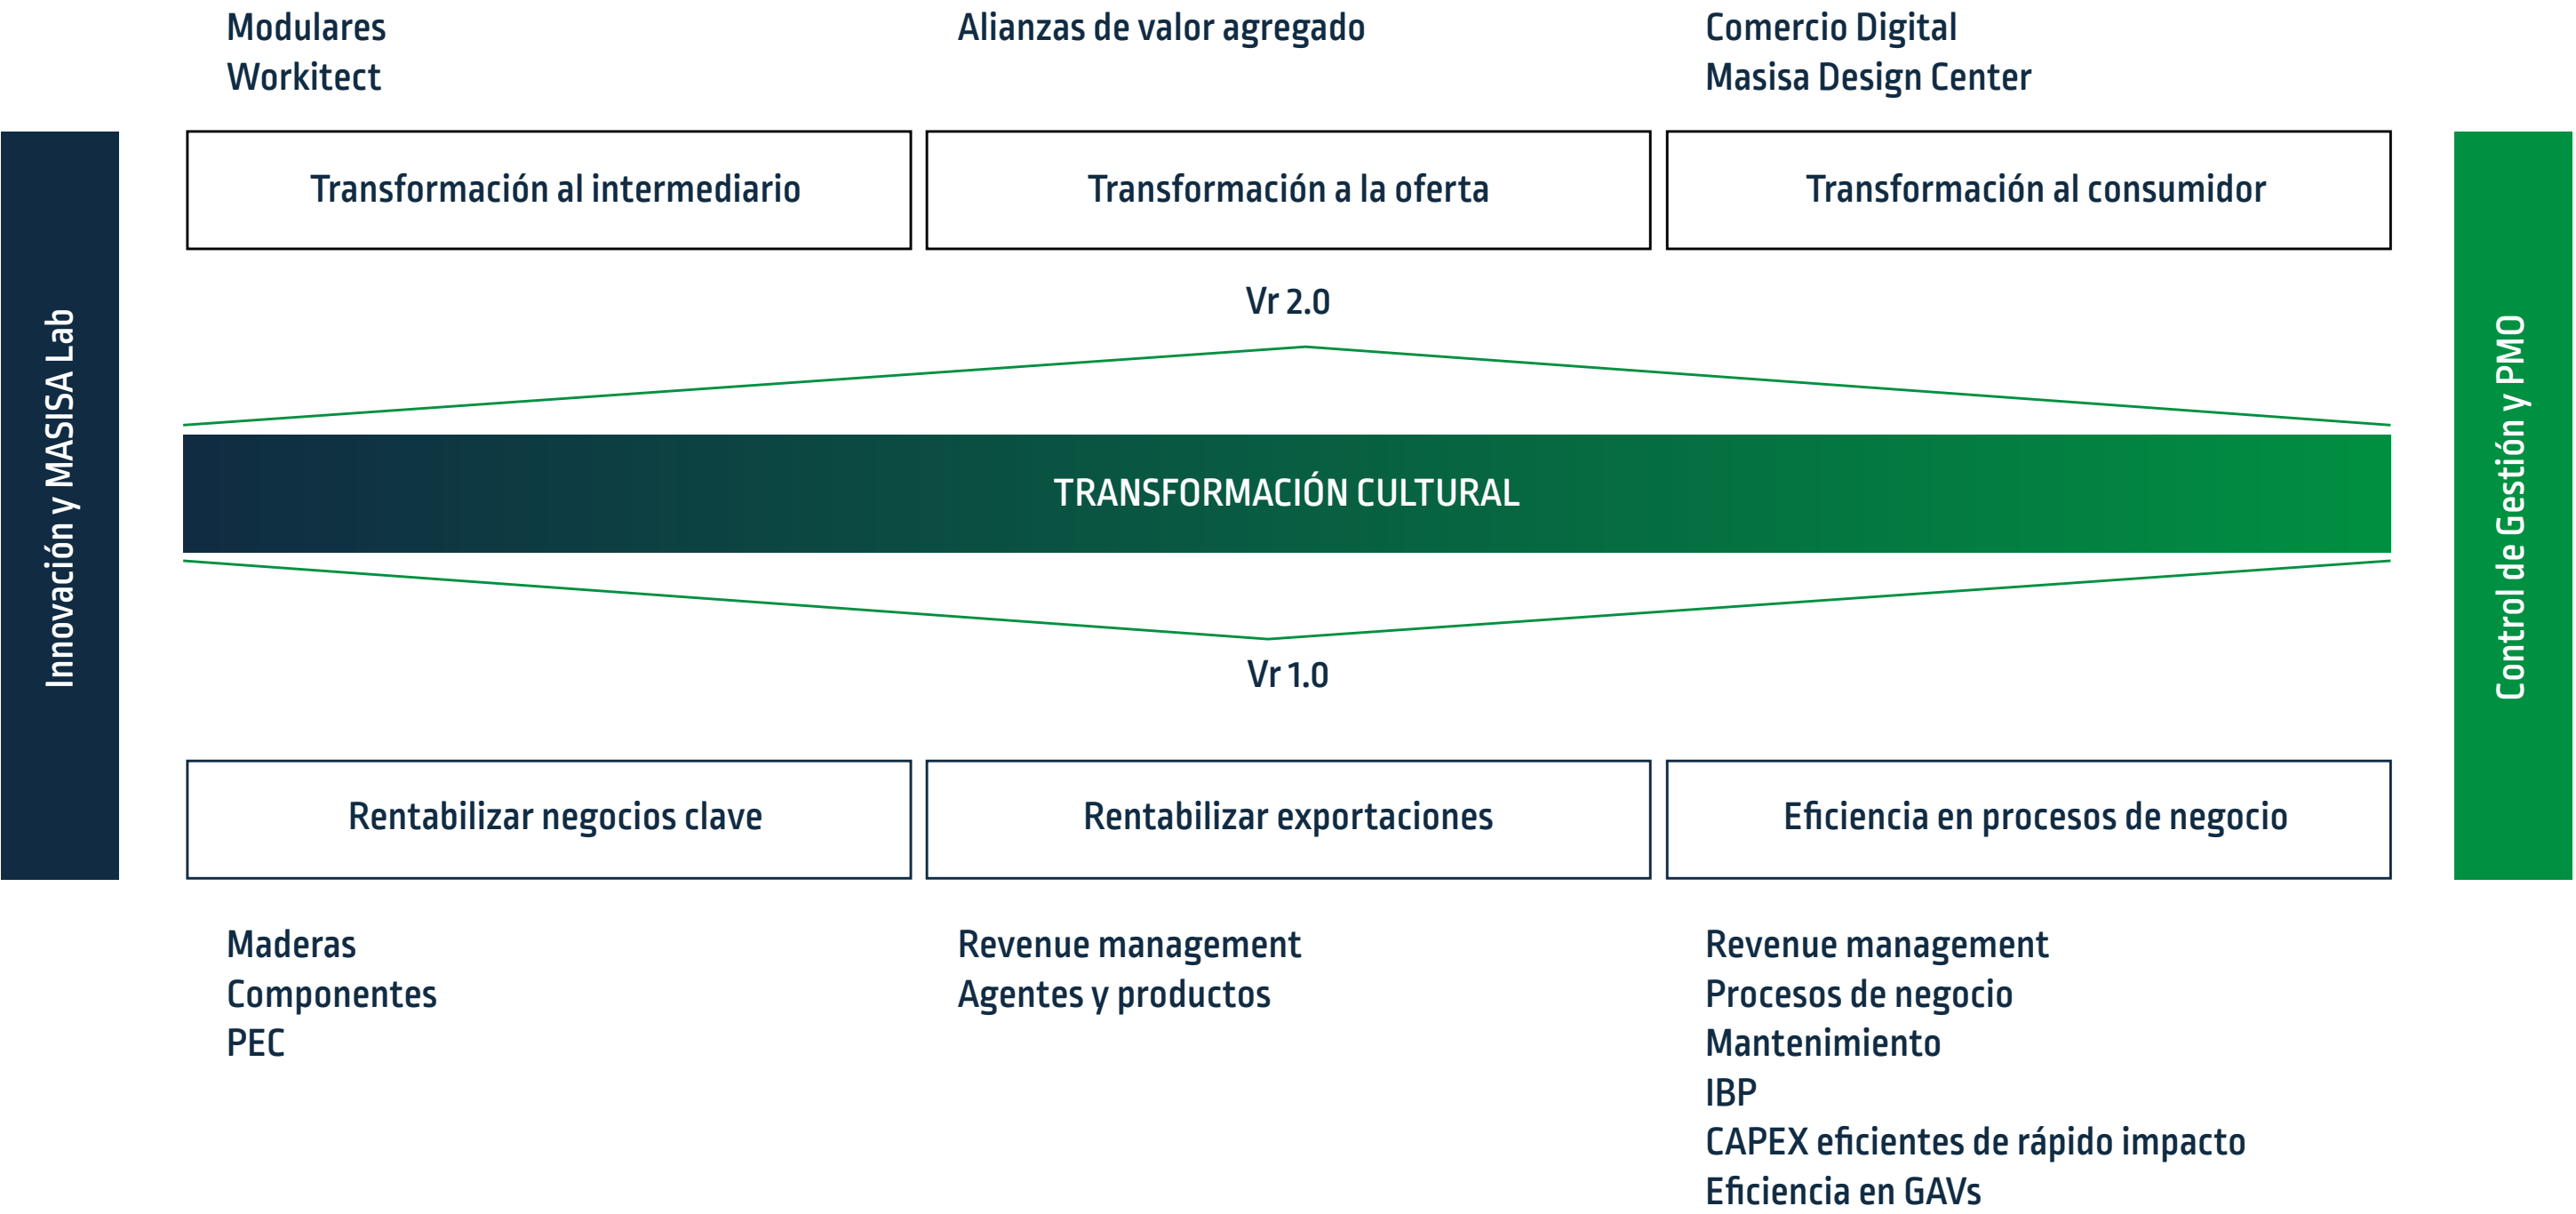 Modulares
Workitect
Alianzas de valor agregado
Comercio Digital
Masisa Design Center
Transformación al intermediario
Transformación a la oferta
Transformación al consumidor
Innovación y MASISA Lab
Vr 2.0
TRANSFORMACIÓN CULTURAL
Vr 1.0
Control de Gestión y PMO
Rentabilizar negocios clave
Rentabilizar exportaciones
Eficiencia en procesos de negocio
Maderas
Componentes
PEC
Revenue management
Agentes y productos
Revenue management
Procesos de negocio
Mantenimiento
IBP
CAPEX eficientes de rápido impacto
Eficiencia en GAVs